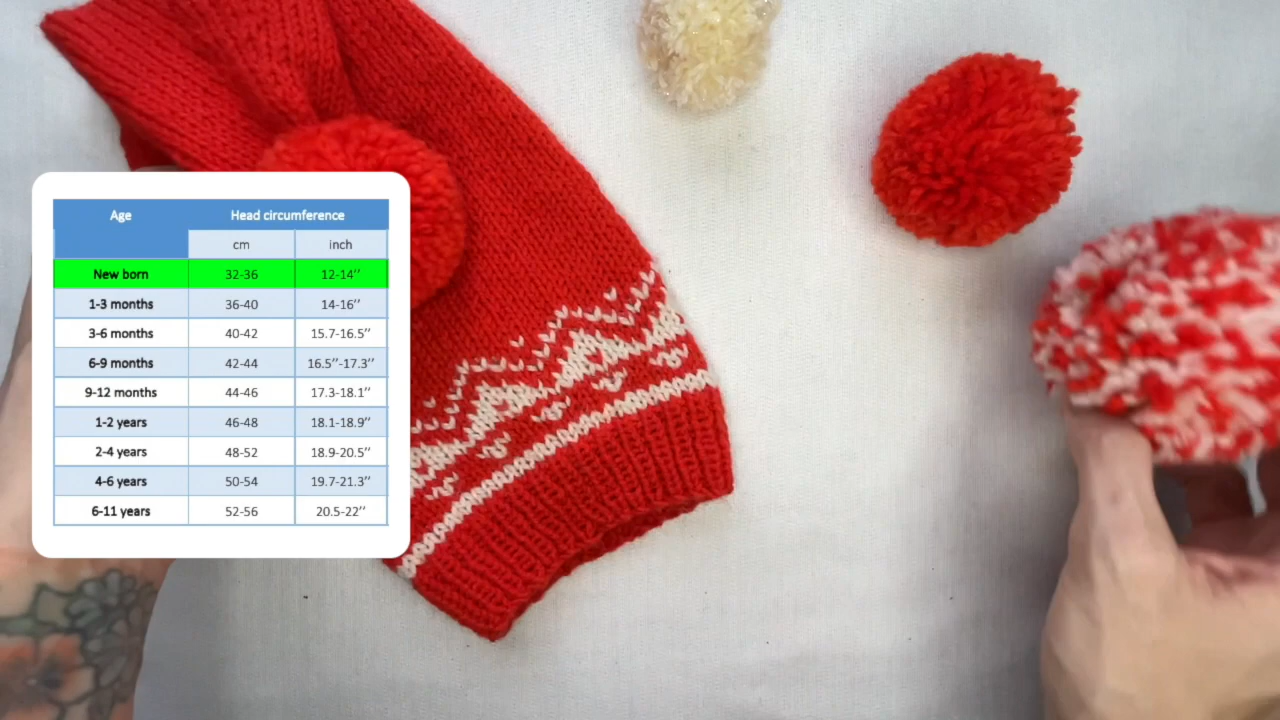 Age Head circumference
cm inch
New born 32-36 12-14’’
1-3 months 36-40 14-16’’
3-6 months 40-42 15.7-16.5’’
6-9 months 42-44 16.5’’-17.3’’
9-12 months 44-46 17.3-18.1’’
1-2 years 46-48 18.1-18.9’’
2-4 years 48-52 18.9-20.5’’
4-6 years 50-54 19.7-21.3’’
6-11 years 52-56 20.5-22’’